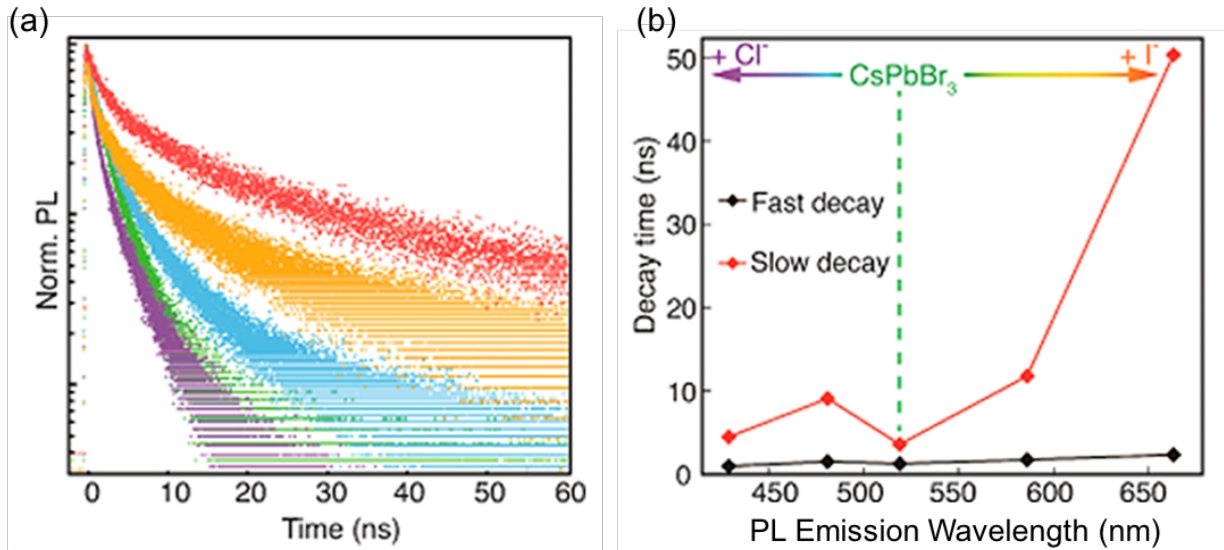 (a)
Norm. PL
0 10 20 30 40 50 60
Time (ns)
(b)
+ Cl⁻
CsPbBr₃
+ I⁻
Fast decay
Slow decay
Decay time (ns)
50
40
30
20
10
0
450 500 550 600 650
PL Emission Wavelength (nm)